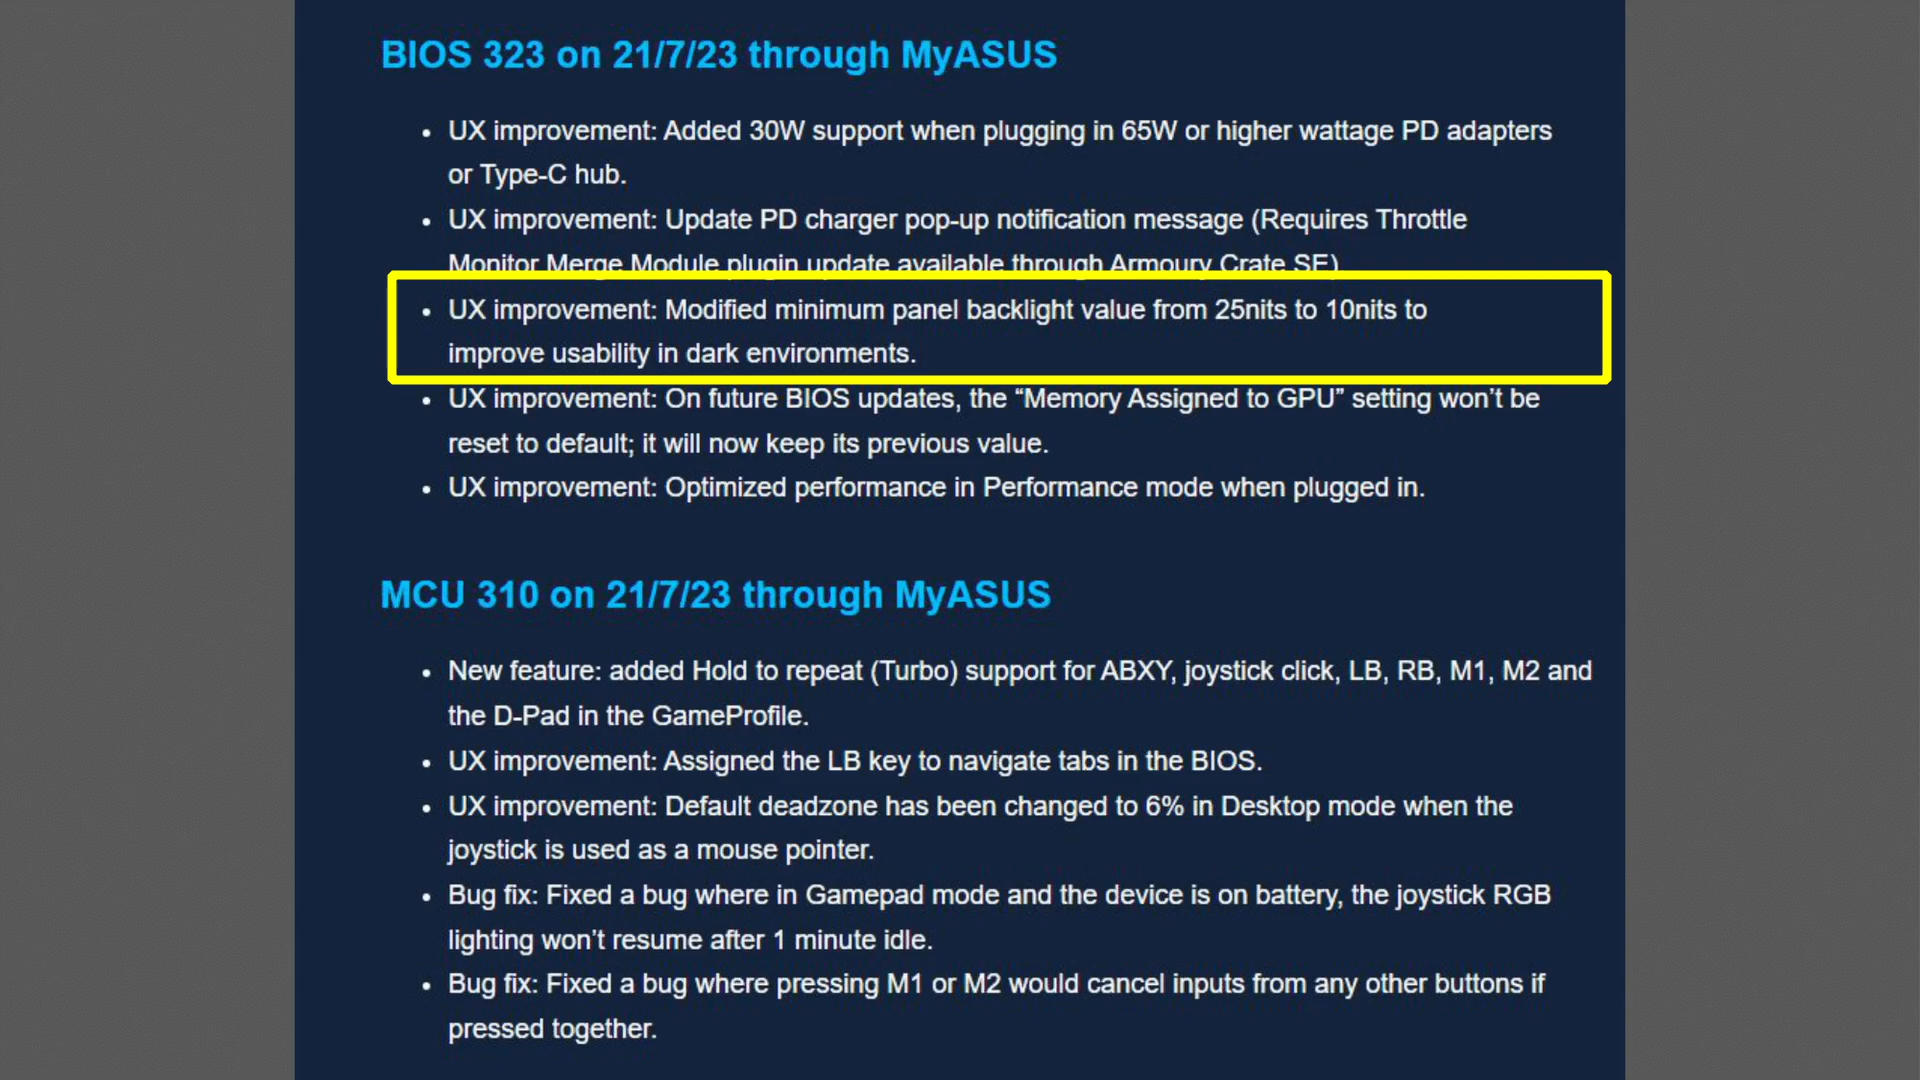 BIOS 323 on 21/7/23 through MyASUS
• UX improvement: Added 30W support when plugging in 65W or higher wattage PD adapters
or Type-C hub.
• UX improvement: Update PD charger pop-up notification message (Requires Throttle
Monitor Merge Module plugin update available through Armoury Crate SE)
• UX improvement: Modified minimum panel backlight value from 25nits to 10nits to
improve usability in dark environments.
• UX improvement: On future BIOS updates, the “Memory Assigned to GPU” setting won’t be
reset to default; it will now keep its previous value.
• UX improvement: Optimized performance in Performance mode when plugged in.
MCU 310 on 21/7/23 through MyASUS
• New feature: added Hold to repeat (Turbo) support for ABXY, joystick click, LB, RB, M1, M2 and
the D-Pad in the GameProfile.
• UX improvement: Assigned the LB key to navigate tabs in the BIOS.
• UX improvement: Default deadzone has been changed to 6% in Desktop mode when the
joystick is used as a mouse pointer.
• Bug fix: Fixed a bug where in Gamepad mode and the device is on battery, the joystick RGB
lighting won’t resume after 1 minute idle.
• Bug fix: Fixed a bug where pressing M1 or M2 would cancel inputs from any other buttons if
pressed together.